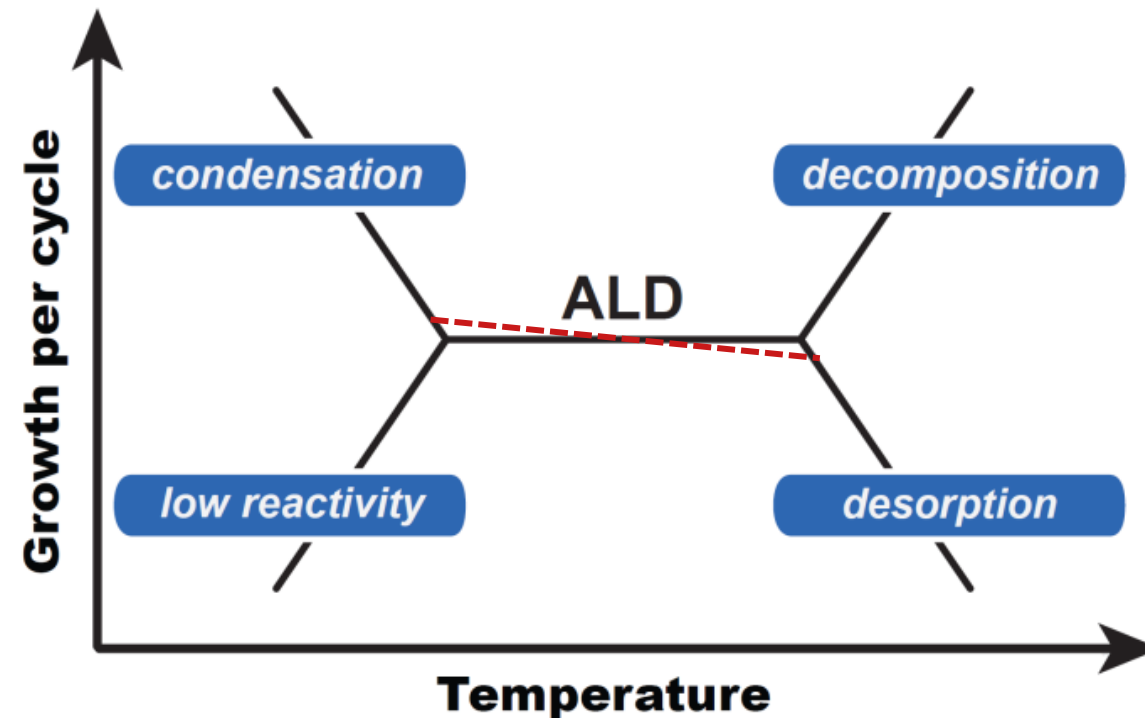 Growth per cycle
condensation
decomposition
ALD
low reactivity
desorption
Temperature